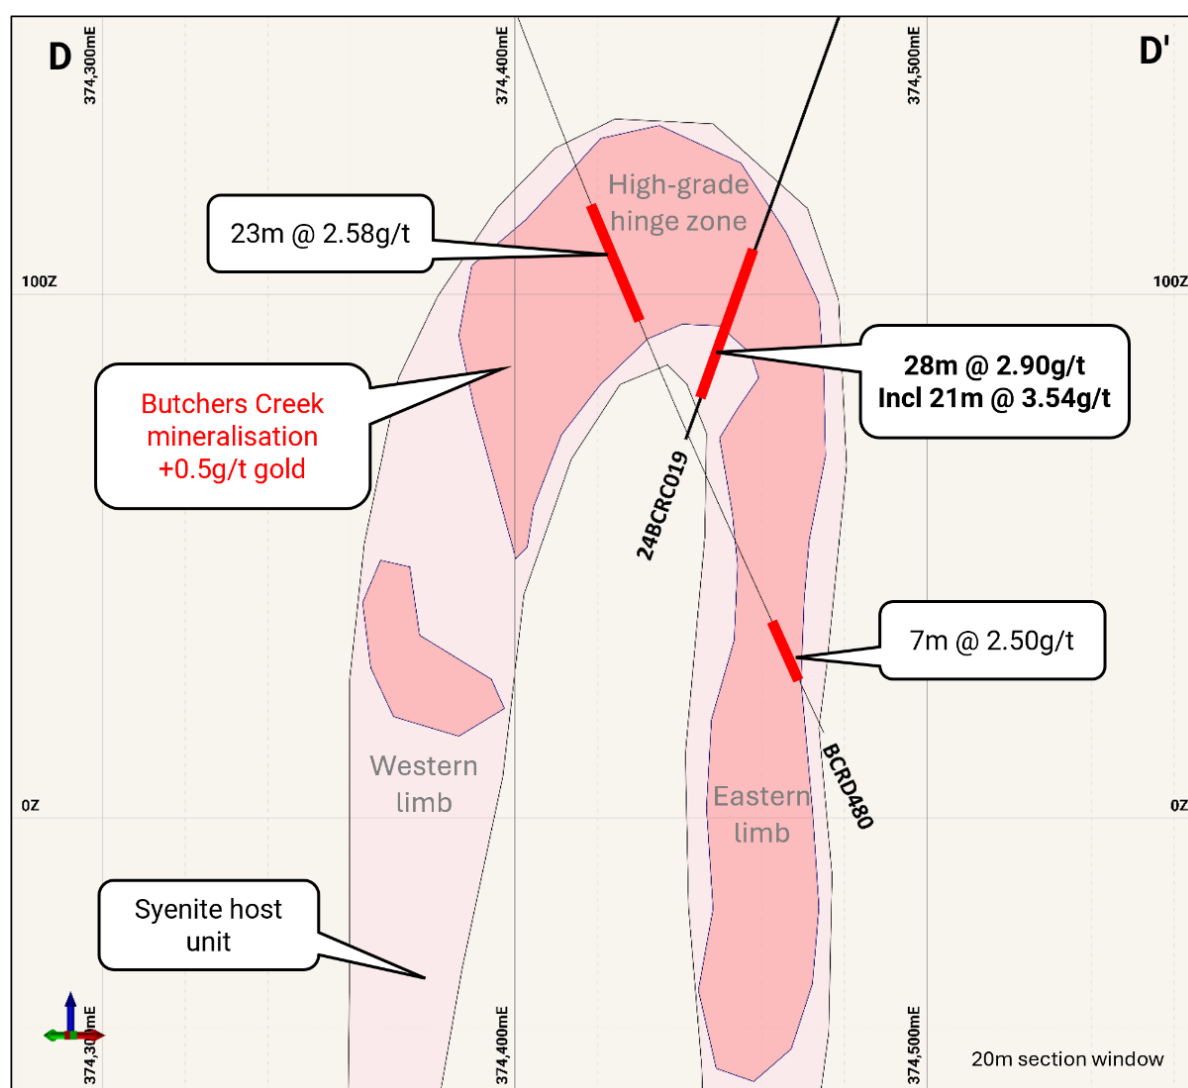 D
D'
374,300mE
374,400mE
374,500mE
High-grade
hinge zone
23m @ 2.58g/t
100Z
100Z
28m @ 2.90g/t
Incl 21m @ 3.54g/t
Butchers Creek
mineralisation
+0.5g/t gold
24BCRC019
7m @ 2.50g/t
BCRD480
Western
limb
Eastern
limb
0Z
0Z
Syenite host
unit
374,300mE
374,400mE
374,500mE
20m section window